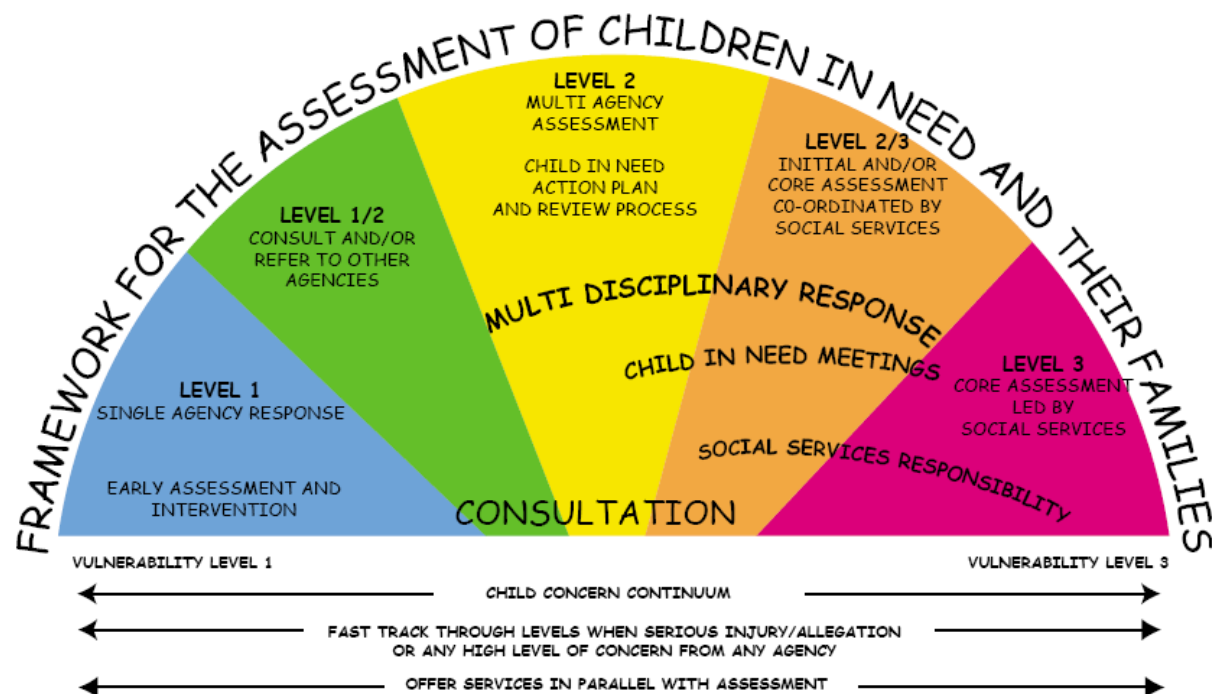 FRAMEWORK FOR THE ASSESSMENT OF CHILDREN IN NEED AND THEIR FAMILIES
LEVEL 1
SINGLE AGENCY RESPONSE
EARLY ASSESSMENT AND
INTERVENTION
LEVEL 1/2
CONSULT AND/OR
REFER TO OTHER
AGENCIES
LEVEL 2
MULTI AGENCY
ASSESSMENT
CHILD IN NEED
ACTION PLAN
AND REVIEW PROCESS
LEVEL 2/3
INITIAL AND/OR
CORE ASSESSMENT
CO-ORDINATED BY
SOCIAL SERVICES
LEVEL 3
CORE ASSESSMENT
LED BY
SOCIAL SERVICES
MULTI DISCIPLINARY RESPONSE
CHILD IN NEED MEETINGS
SOCIAL SERVICES RESPONSIBILITY
CONSULTATION
VULNERABILITY LEVEL 1
VULNERABILITY LEVEL 3
CHILD CONCERN CONTINUUM
FAST TRACK THROUGH LEVELS WHEN SERIOUS INJURY/ALLEGATION
OR ANY HIGH LEVEL OF CONCERN FROM ANY AGENCY
OFFER SERVICES IN PARALLEL WITH ASSESSMENT